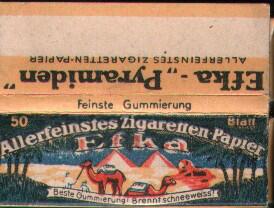 Efka - „Pyramiden"
ALLERFEINSTES ZIGARETTEN-PAPIER
Feinste Gummierung
50 Blatt
Allerfeinstes Zigaretten-Papier
Efka
Beste Gummierung! Brennt schneeweiss!